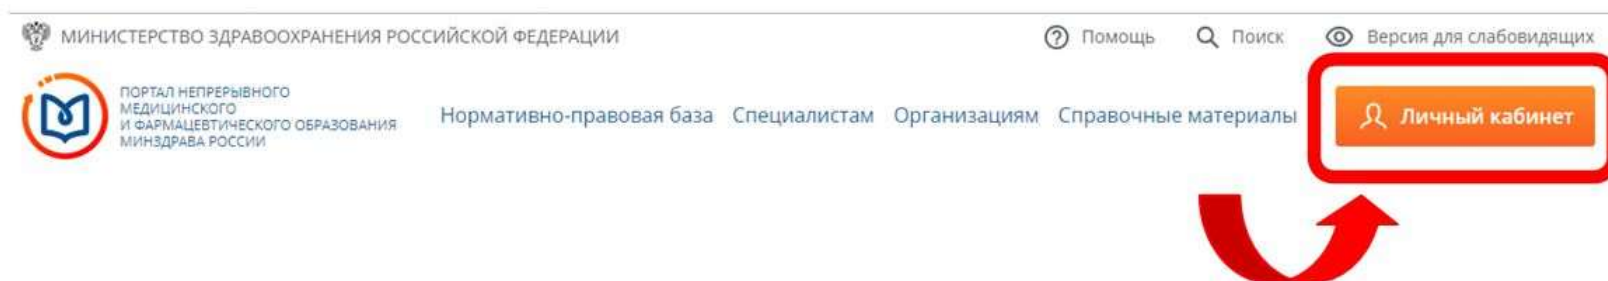 МИНИСТЕРСТВО ЗДРАВООХРАНЕНИЯ РОССИЙСКОЙ ФЕДЕРАЦИИ
Помощь
Поиск
Версия для слабовидящих
ПОРТАЛ НЕПРЕРЫВНОГО
МЕДИЦИНСКОГО
И ФАРМАЦЕВТИЧЕСКОГО ОБРАЗОВАНИЯ
МИНЗДРАВА РОССИИ
Нормативно-правовая база
Специалистам
Организациям
Справочные материалы
Личный кабинет